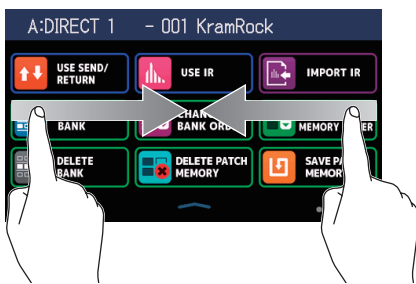 A:DIRECT 1 - 001 KramRock
USE SEND/
RETURN
USE IR
IMPORT IR
BANK
BANK ORD
MEMORY
DELETE
BANK
DELETE PATCH
MEMORY
SAVE PA
MEMOR